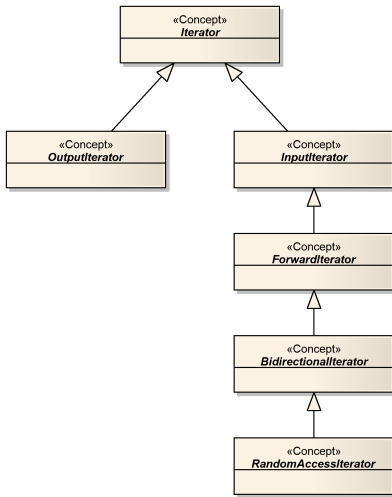 «Concept»
Iterator
«Concept»
OutputIterator
«Concept»
InputIterator
«Concept»
ForwardIterator
«Concept»
BidirectionalIterator
«Concept»
RandomAccessIterator